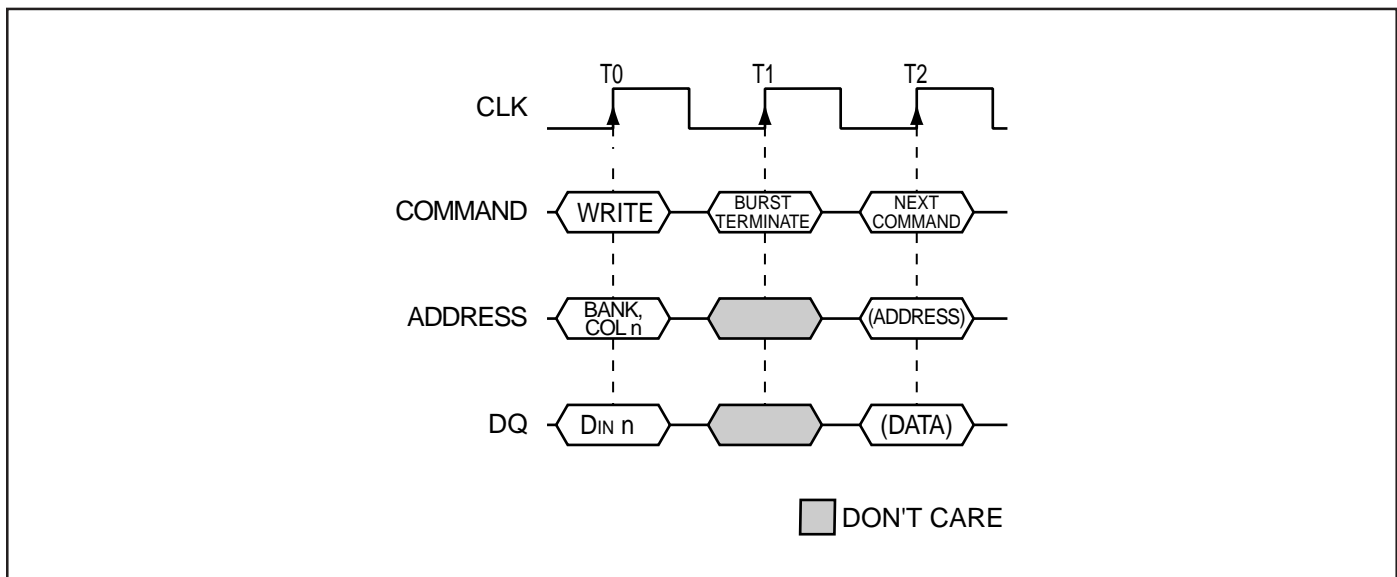 T0 T1 T2
CLK
COMMAND WRITE BURST TERMINATE NEXT COMMAND
ADDRESS BANK, COL n (ADDRESS)
DQ DIN n (DATA)
DON'T CARE